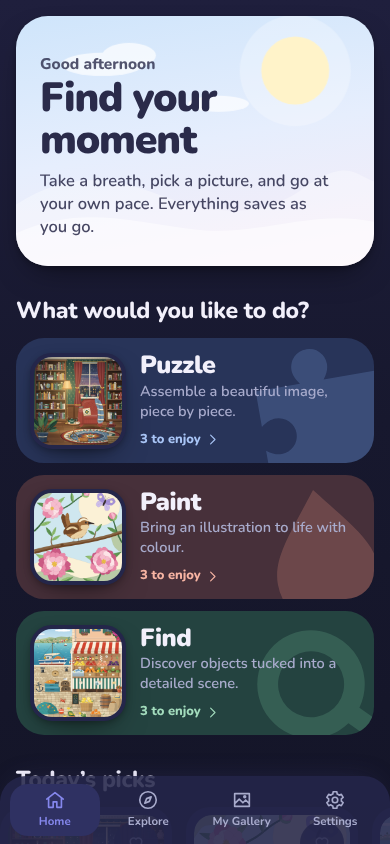 Good afternoon
Find your
moment
Take a breath, pick a picture, and go at
your own pace. Everything saves as
you go.
What would you like to do?
Puzzle
Assemble a beautiful image,
piece by piece.
3 to enjoy
Paint
Bring an illustration to life with
colour.
3 to enjoy
Find
Discover objects tucked into a
detailed scene.
3 to enjoy
Today's picks
Home
Explore
My Gallery
Settings